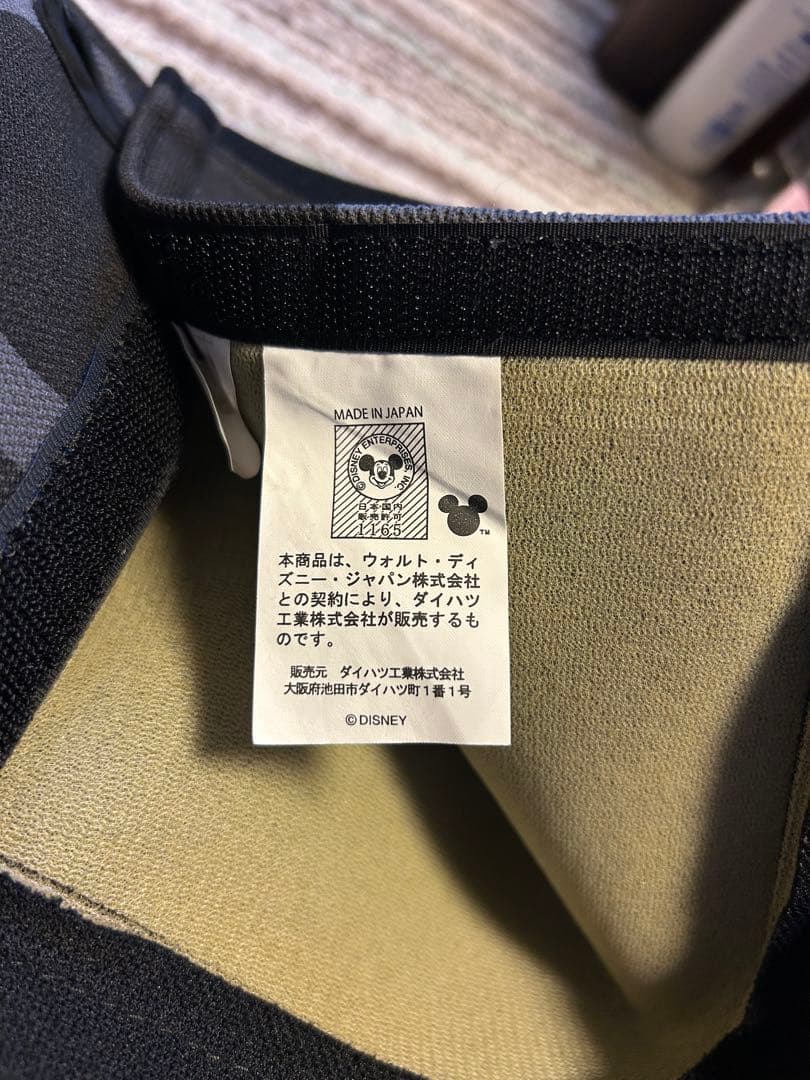 MADE IN JAPAN
©DISNEY ENTERPRISES, INC.
日本国内
販売許可
1165
TM
本商品は、ウォルト・ディ
ズニー・ジャパン株式会社
との契約により、ダイハツ
工業株式会社が販売するも
のです。
販売元 ダイハツ工業株式会社
大阪府池田市ダイハツ町1番1号
©DISNEY